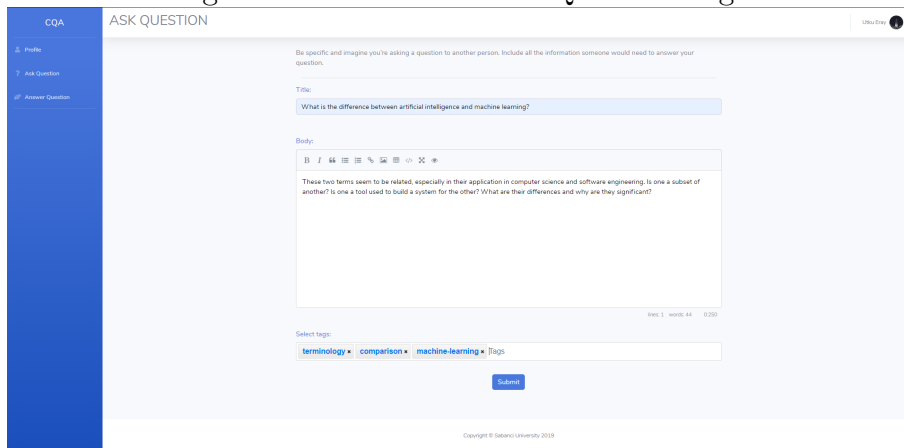 CQA
ASK QUESTION
Profile
Ask Question
Answer Question
Be specific and imagine you're asking a question to another person. Include all the information someone would need to answer your
question.
Title:
What is the difference between artificial intelligence and machine learning?
Body:
B I
These two terms seem to be related, especially in their application in computer science and software engineering. Is one a subset of
another? Is one a tool used to build a system for the other? What are their differences and why are they significant?
lines: 1 words: 44 0:250
Select tags:
terminology × comparison × machine-learning × Tags
Submit
Copyright © Sabanci University 2019